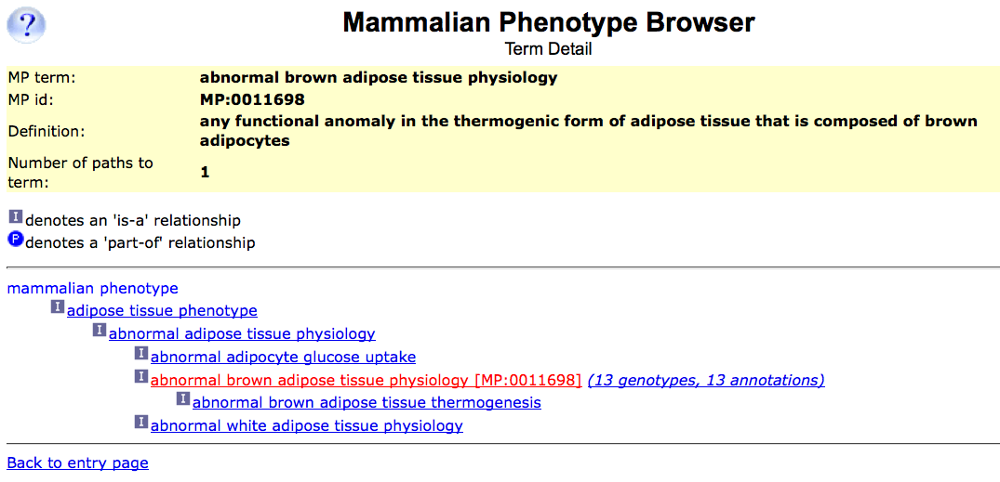 ?
Mammalian Phenotype Browser
Term Detail
MP term: abnormal brown adipose tissue physiology
MP id: MP:0011698
Definition: any functional anomaly in the thermogenic form of adipose tissue that is composed of brown
adipocytes
Number of paths to
term: 1
I denotes an 'is-a' relationship
P denotes a 'part-of' relationship
mammalian phenotype
I adipose tissue phenotype
I abnormal adipose tissue physiology
I abnormal adipocyte glucose uptake
I abnormal brown adipose tissue physiology [MP:0011698] (13 genotypes, 13 annotations)
I abnormal brown adipose tissue thermogenesis
I abnormal white adipose tissue physiology
Back to entry page